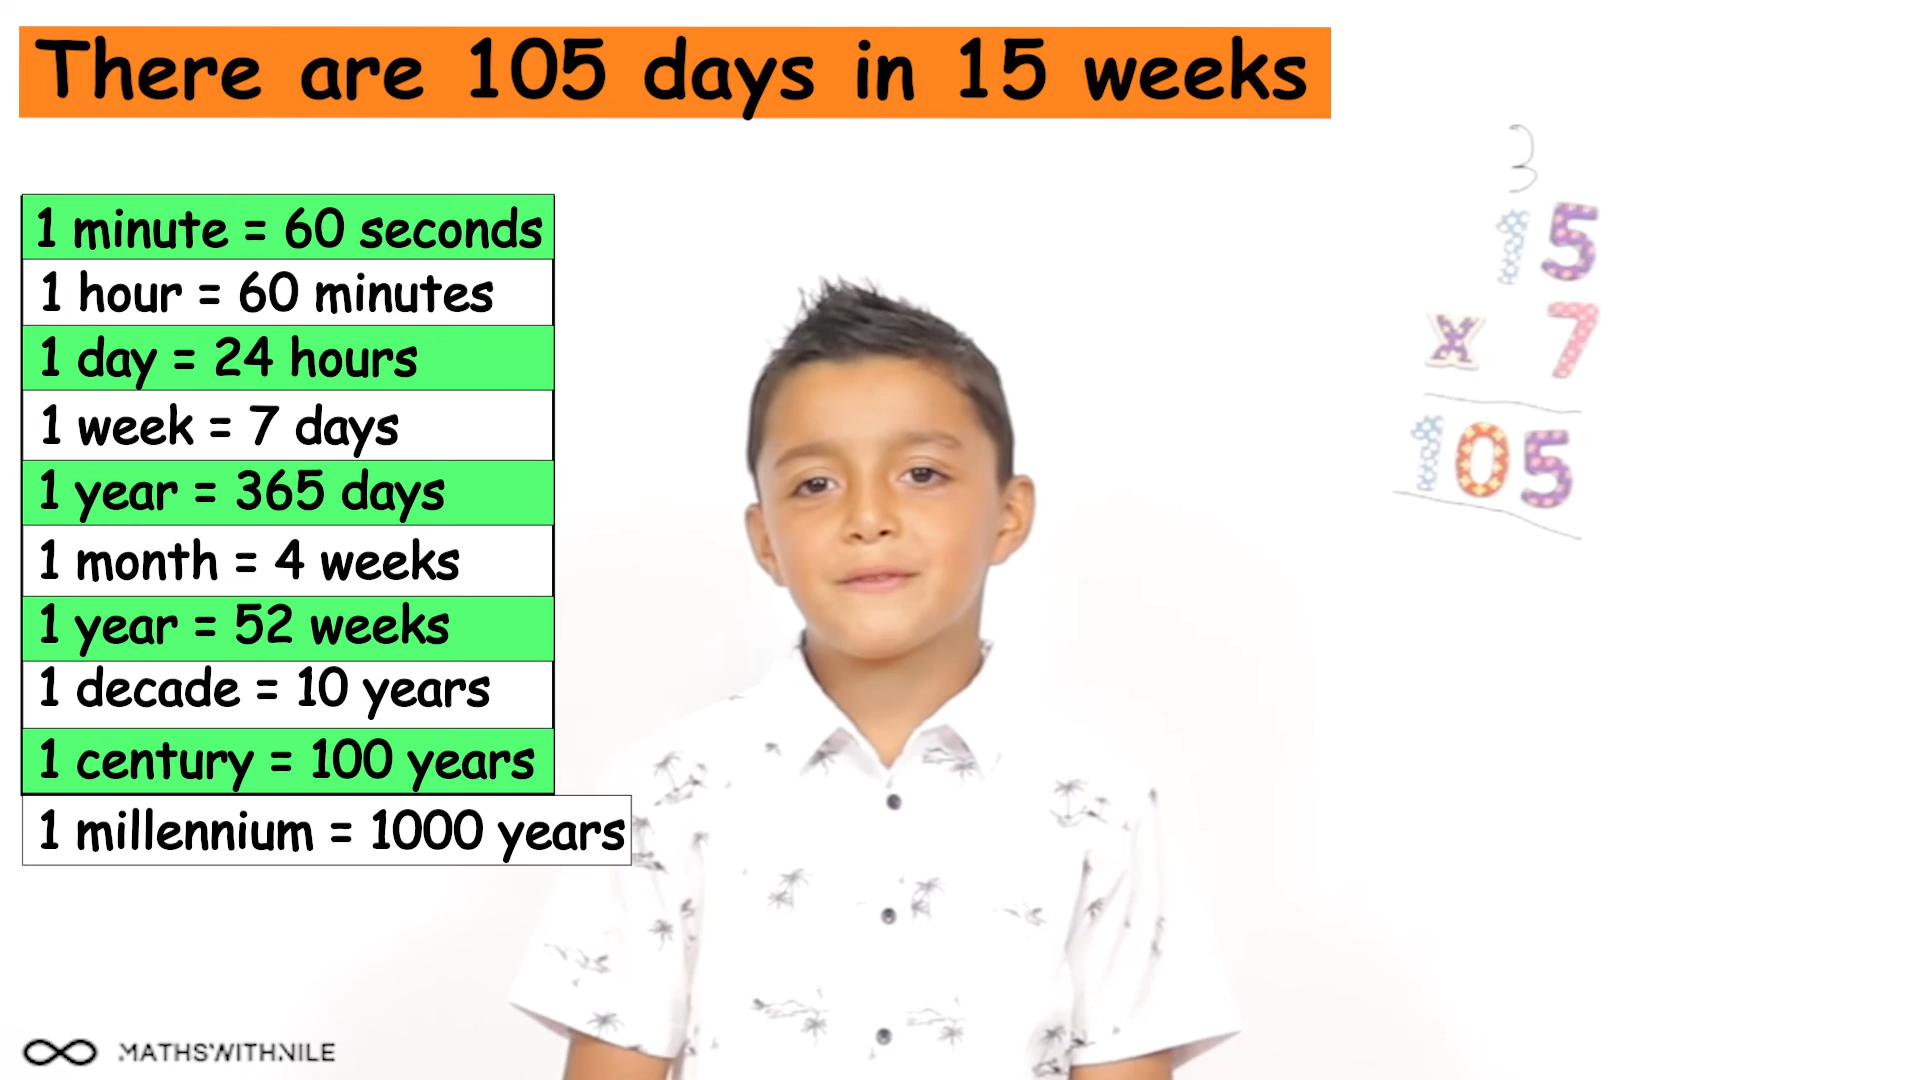 There are 105 days in 15 weeks
1 minute = 60 seconds
1 hour = 60 minutes
1 day = 24 hours
1 week = 7 days
1 year = 365 days
1 month = 4 weeks
1 year = 52 weeks
1 decade = 10 years
1 century = 100 years
1 millennium = 1000 years
3
15
x 7
105
MATHSWITHNILE